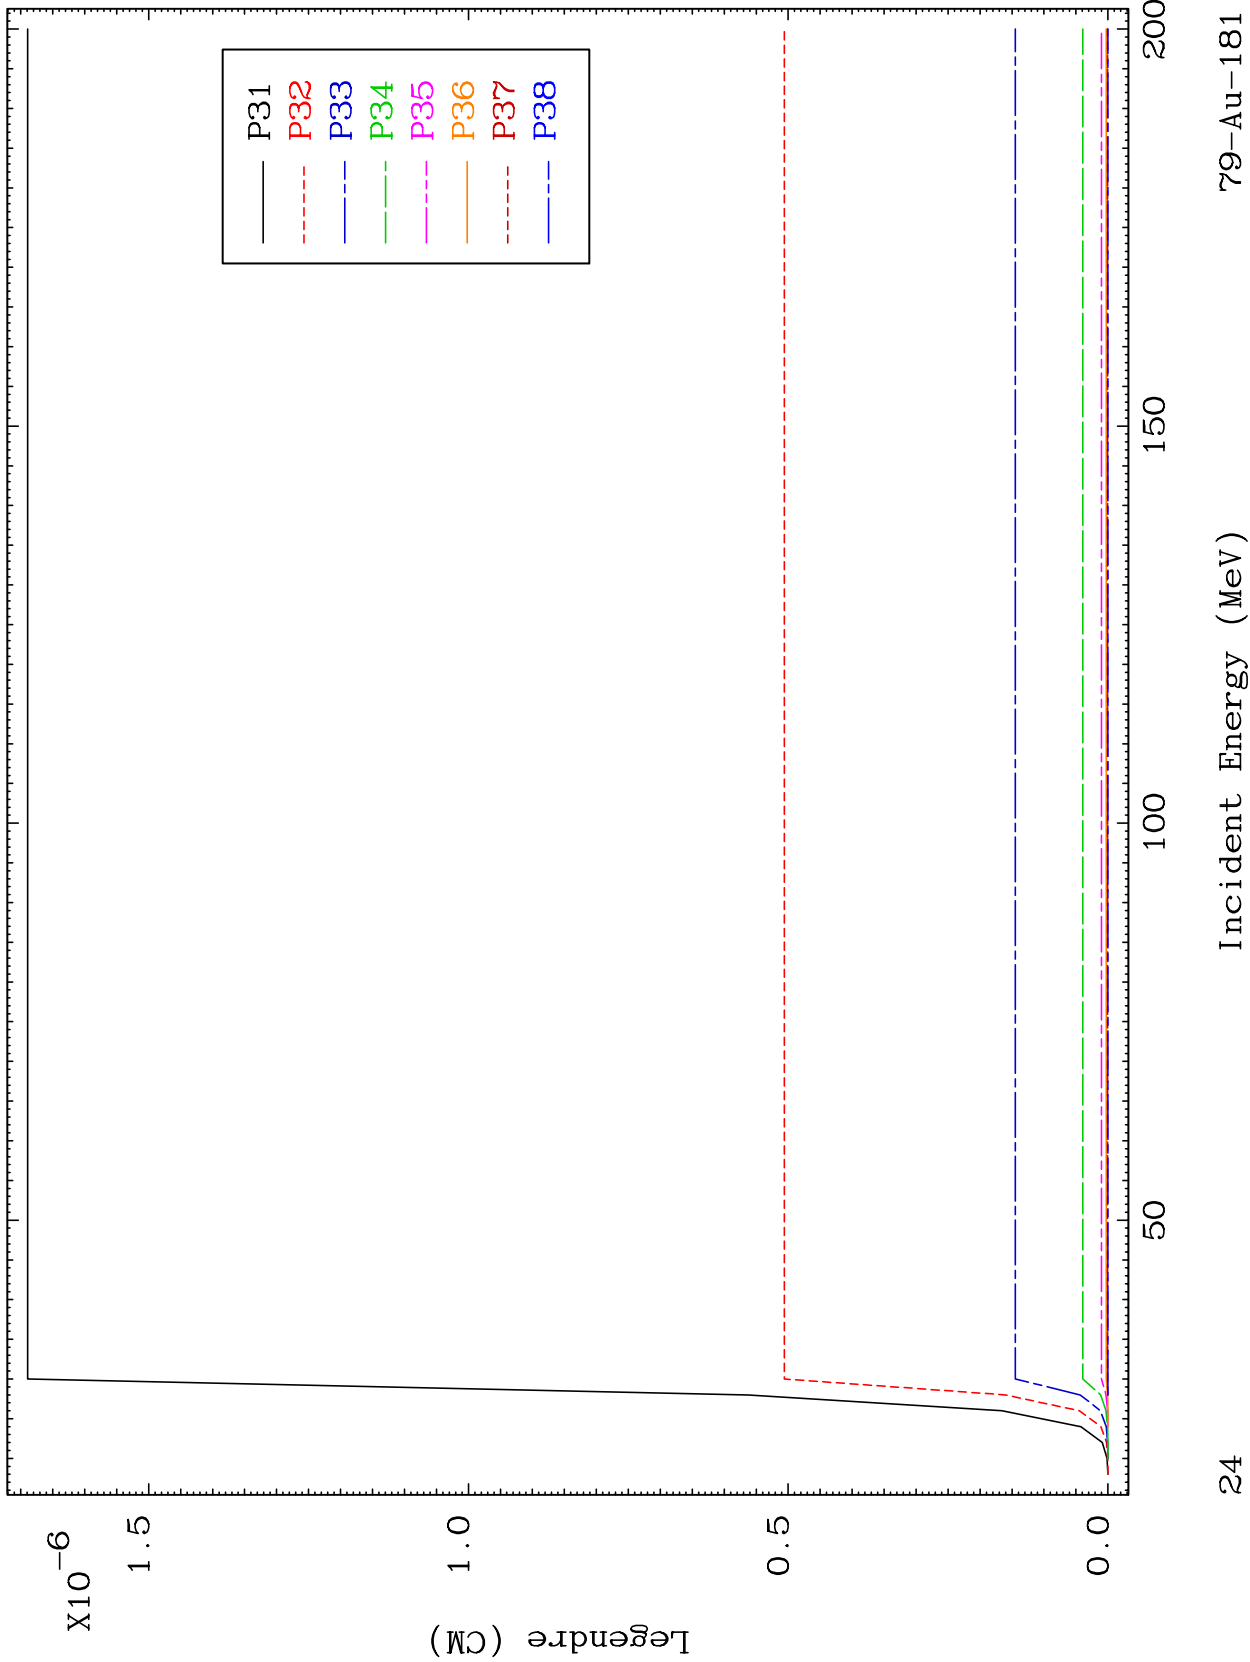 X10-6
1.5
1.0
0.5
0.0
Legendre (CM)
P31
P32
P33
P34
P35
P36
P37
P38
50
100
150
200
Incident Energy (MeV)
24
79-Au-181